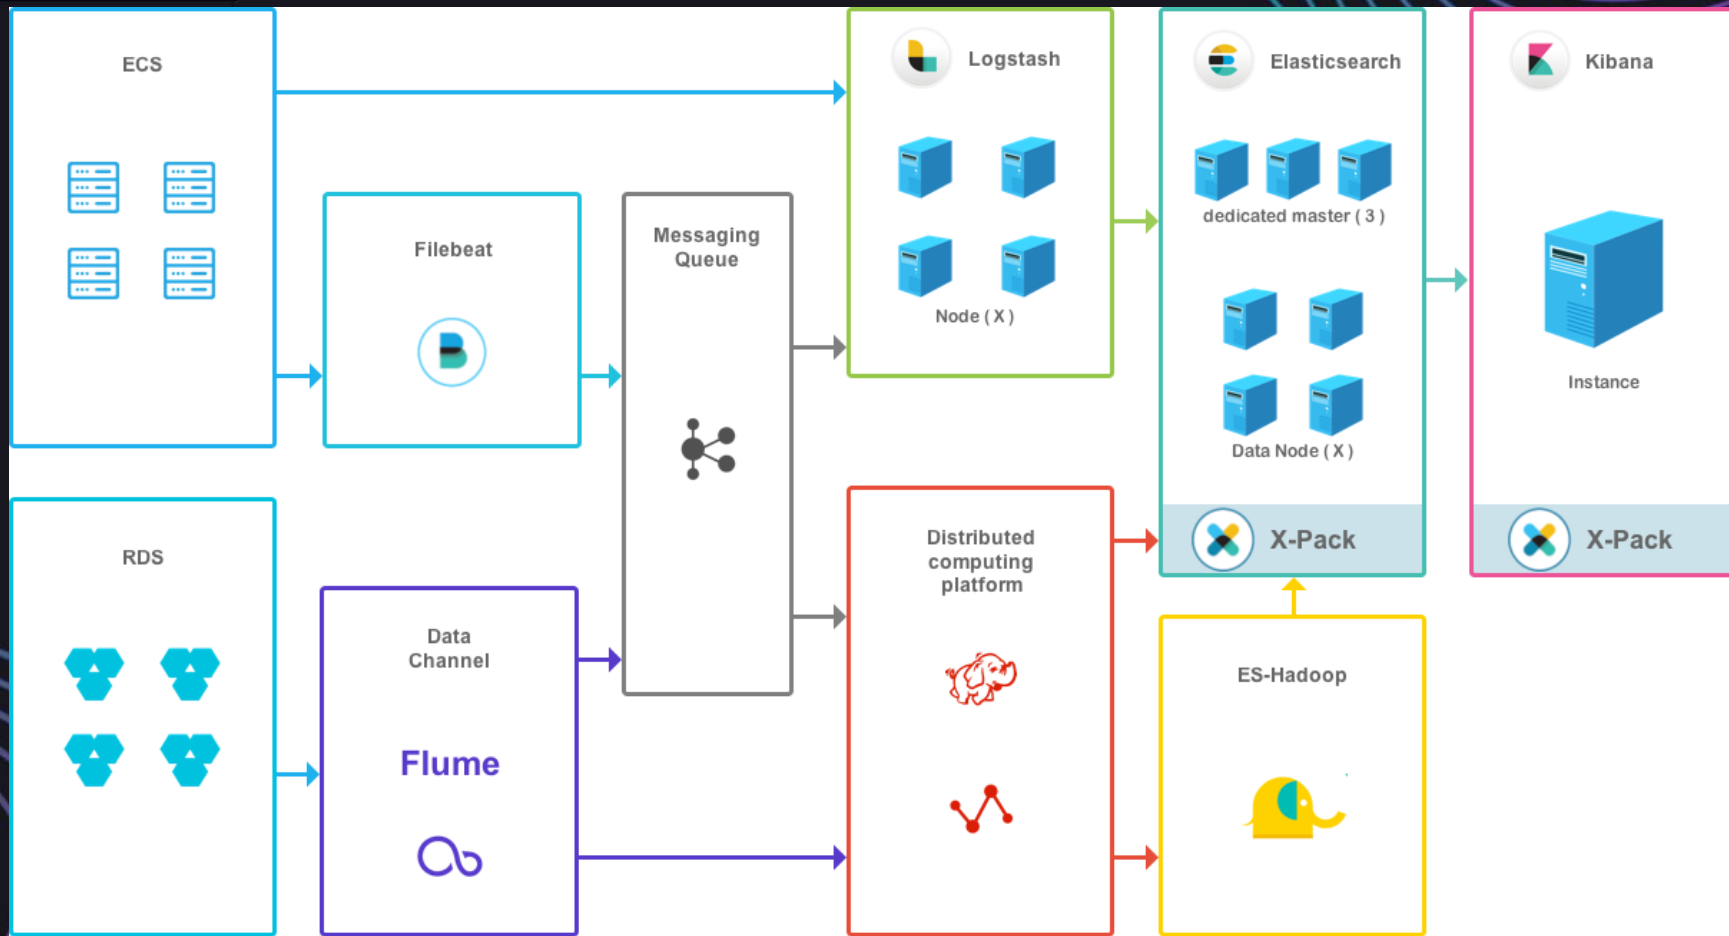 ECS
Filebeat
Messaging
Queue
Logstash
Node ( X )
Elasticsearch
dedicated master ( 3 )
Data Node ( X )
X-Pack
Kibana
Instance
X-Pack
RDS
Data
Channel
Flume
Distributed
computing
platform
ES-Hadoop